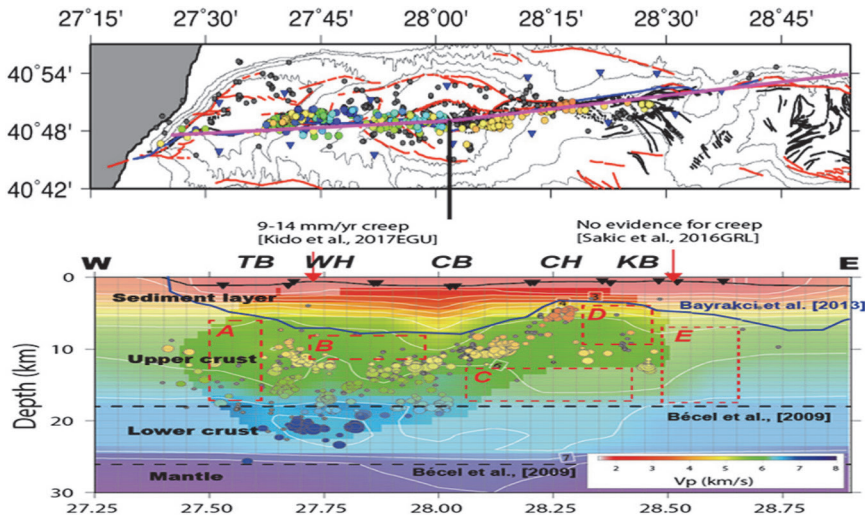 27˚15' 27˚30' 27˚45' 28˚00' 28˚15' 28˚30' 28˚45'
40˚54'
40˚48'
40˚42'
9-14 mm/yr creep
[Kido et al., 2017EGU]
No evidence for creep
[Sakic et al., 2016GRL]
W TB WH CB CH KB E
0
Sediment layer
3
Bayrakci et al. [2013]
A
D
B
E
10
Upper crust
C
Depth(km)
Bécel et al., [2009]
20
Lower crust
7
Bécel et al., [2009]
Mantle
2 3 4 5 6 7 8
Vp (km/s)
30
27.25 27.50 27.75 28.00 28.25 28.50 28.75